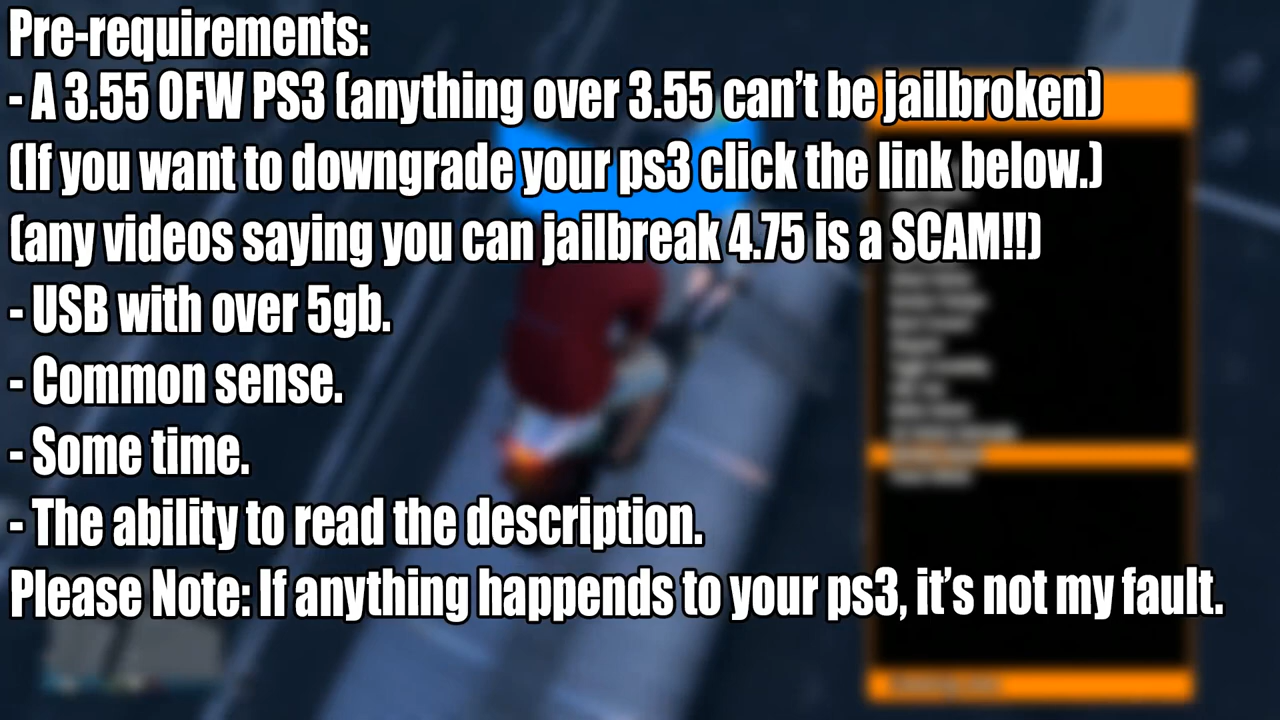 Pre-requirements:
- A 3.55 OFW PS3 (anything over 3.55 can't be jailbroken)
(If you want to downgrade your ps3 click the link below.)
(any videos saying you can jailbreak 4.75 is a SCAM!!)
- USB with over 5gb.
- Common sense.
- Some time.
- The ability to read the description.
Please Note: If anything happends to your ps3, it's not my fault.